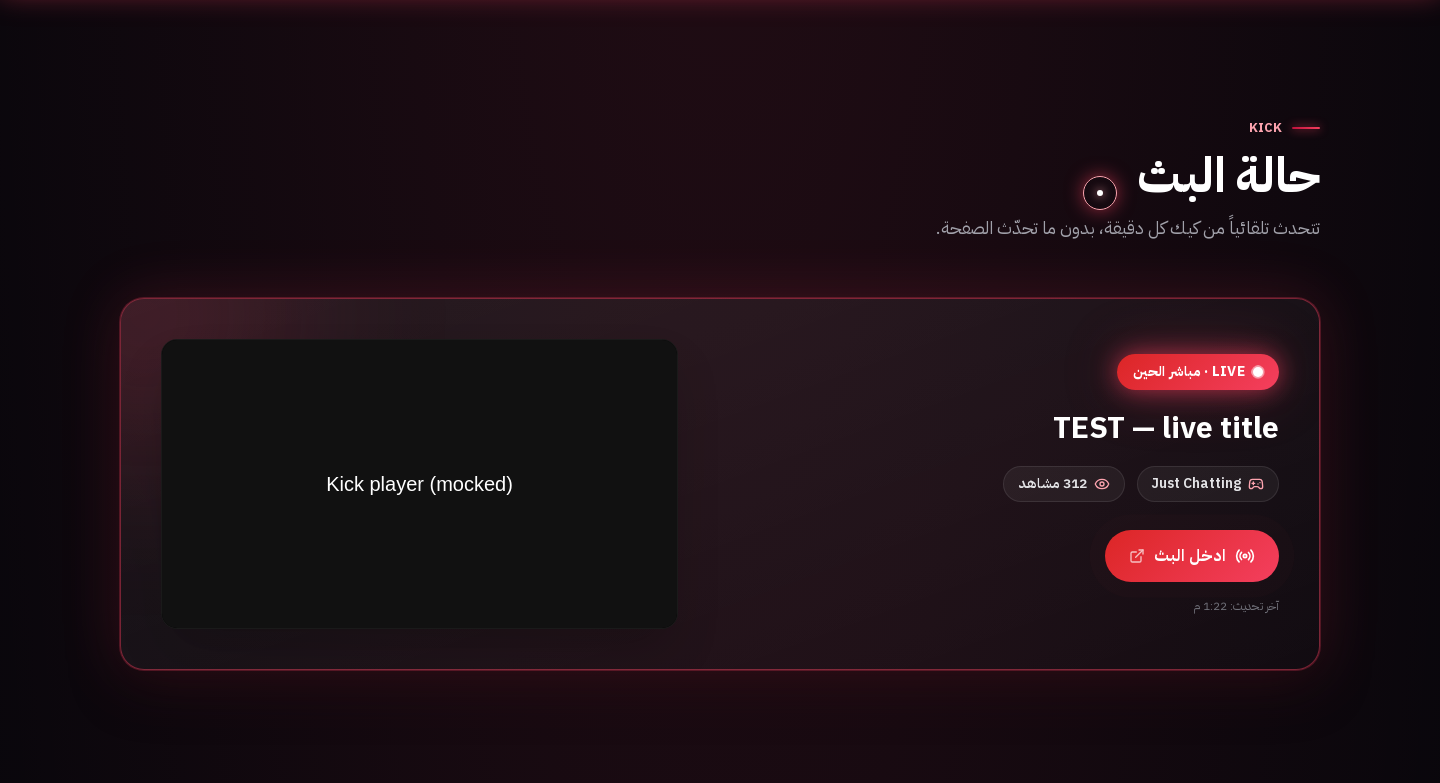 KICK
حالة البث
تتحدث تلقائياً من كيك كل دقيقة، بدون ما تحدّث الصفحة.
LIVE · مباشر الحين
TEST — live title
Just Chatting
312 مشاهد
ادخل البث
آخر تحديث: 1:22 م
Kick player (mocked)